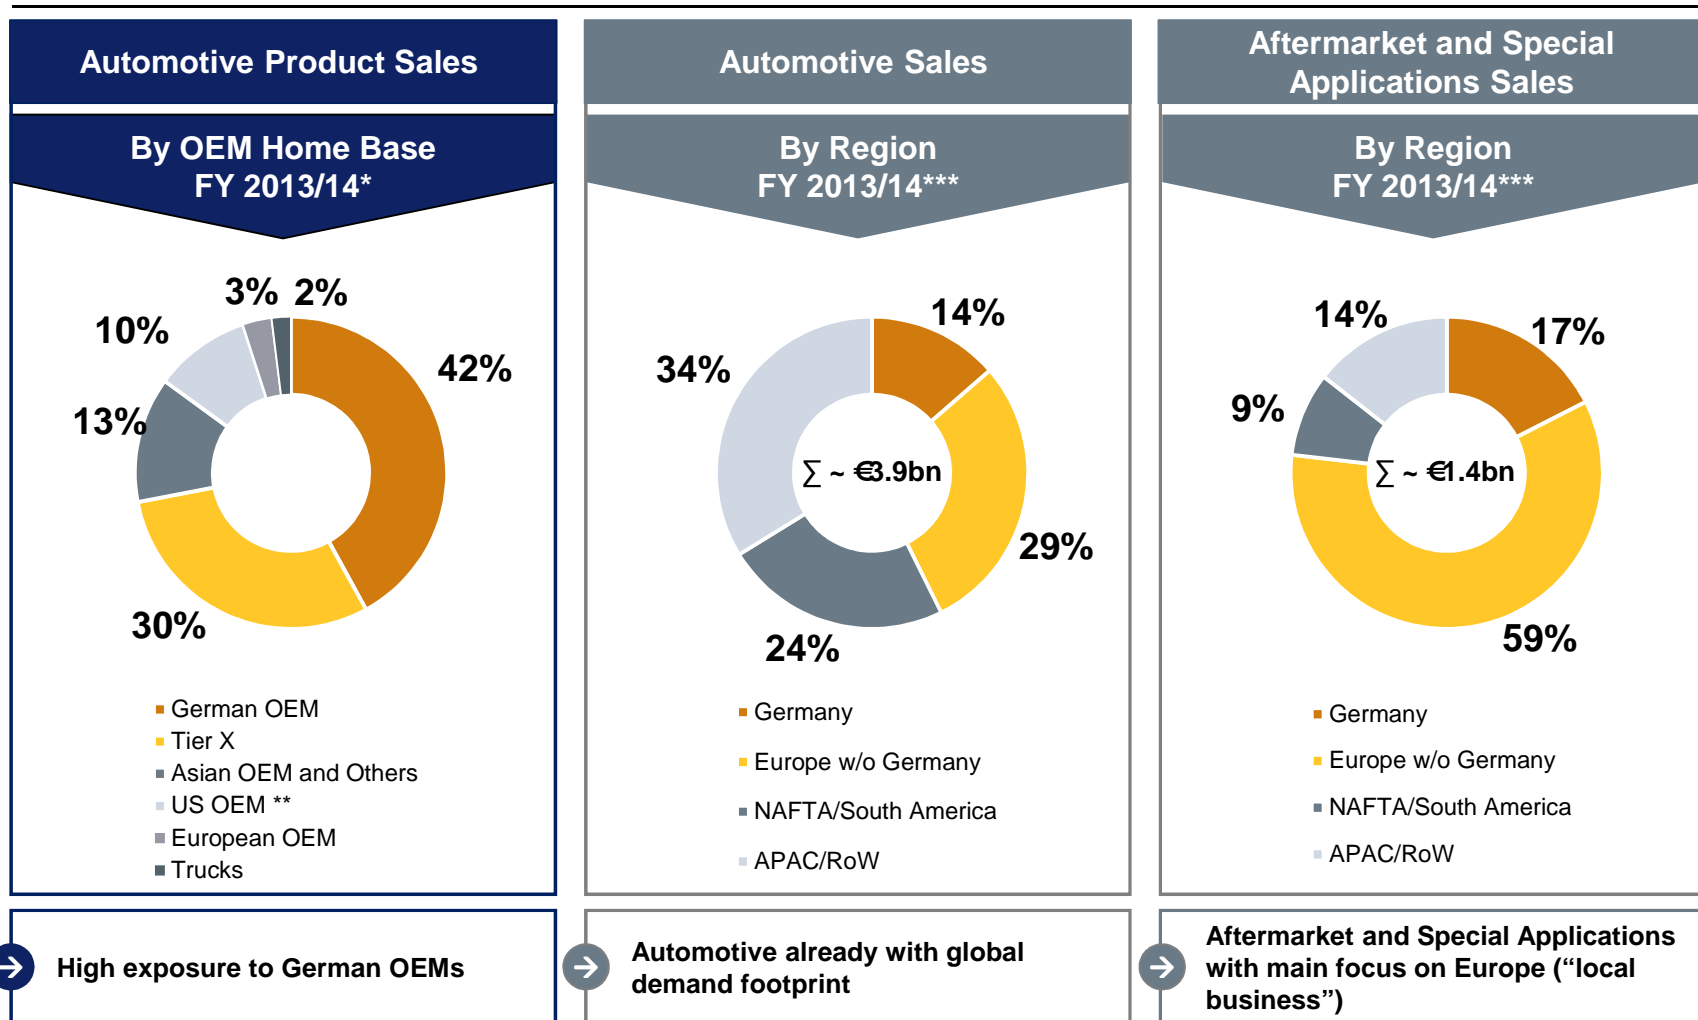 Automotive Product Sales
By OEM Home Base
FY 2013/14*
3%
2%
10%
42%
13%
30%
German OEM
Tier X
Asian OEM and Others
US OEM **
European OEM
Trucks
High exposure to German OEMs
Automotive Sales
By Region
FY 2013/14***
14%
34%
∑ ~ €3.9bn
29%
24%
Germany
Europe w/o Germany
NAFTA/South America
APAC/RoW
Automotive already with global
demand footprint
Aftermarket and Special
Applications Sales
By Region
FY 2013/14***
14%
17%
9%
∑ ~ €1.4bn
59%
Germany
Europe w/o Germany
NAFTA/South America
APAC/RoW
Aftermarket and Special Applications
with main focus on Europe (“local
business”)